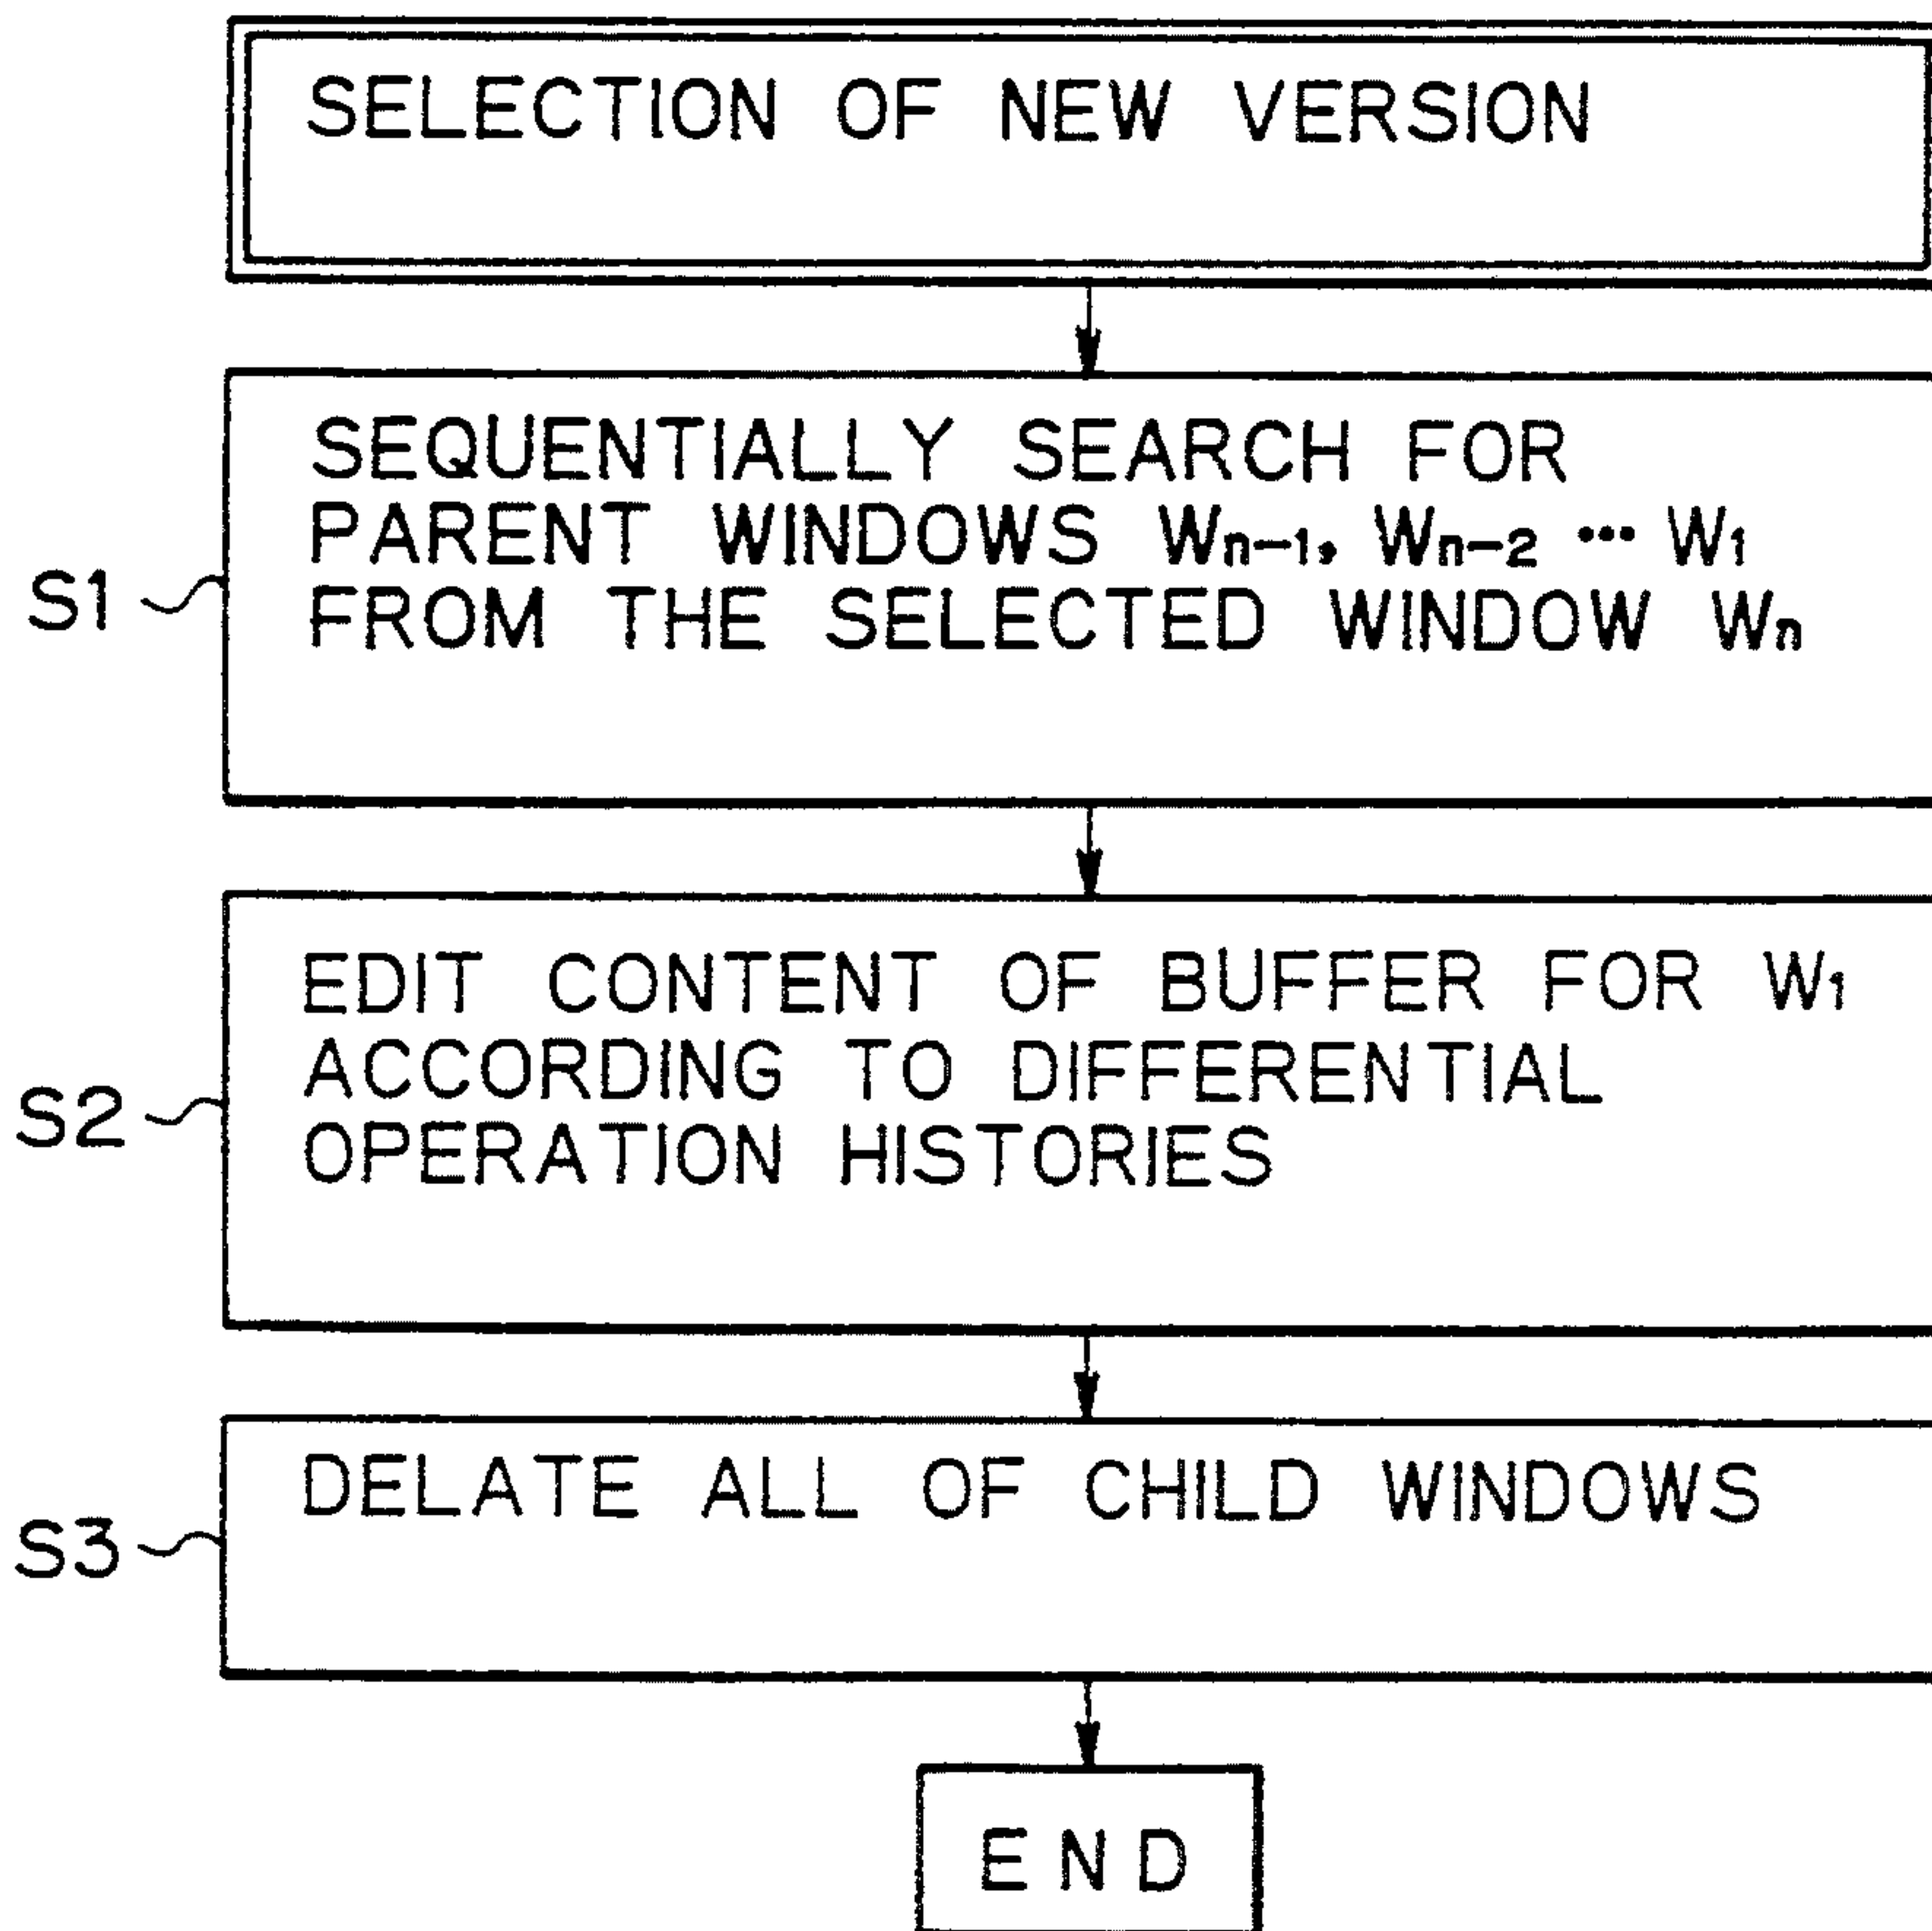 SELECTION OF NEW VERSION
SEQUENTIALLY SEARCH FOR
PARENT WINDOWS Wn-1, Wn-2 ••• W1
S1
FROM THE SELECTED WINDOW Wn
EDIT CONTENT OF BUFFER FOR W1
ACCORDING TO DIFFERENTIAL
S2
OPERATION HISTORIES
DELATE ALL OF CHILD WINDOWS
S3
END